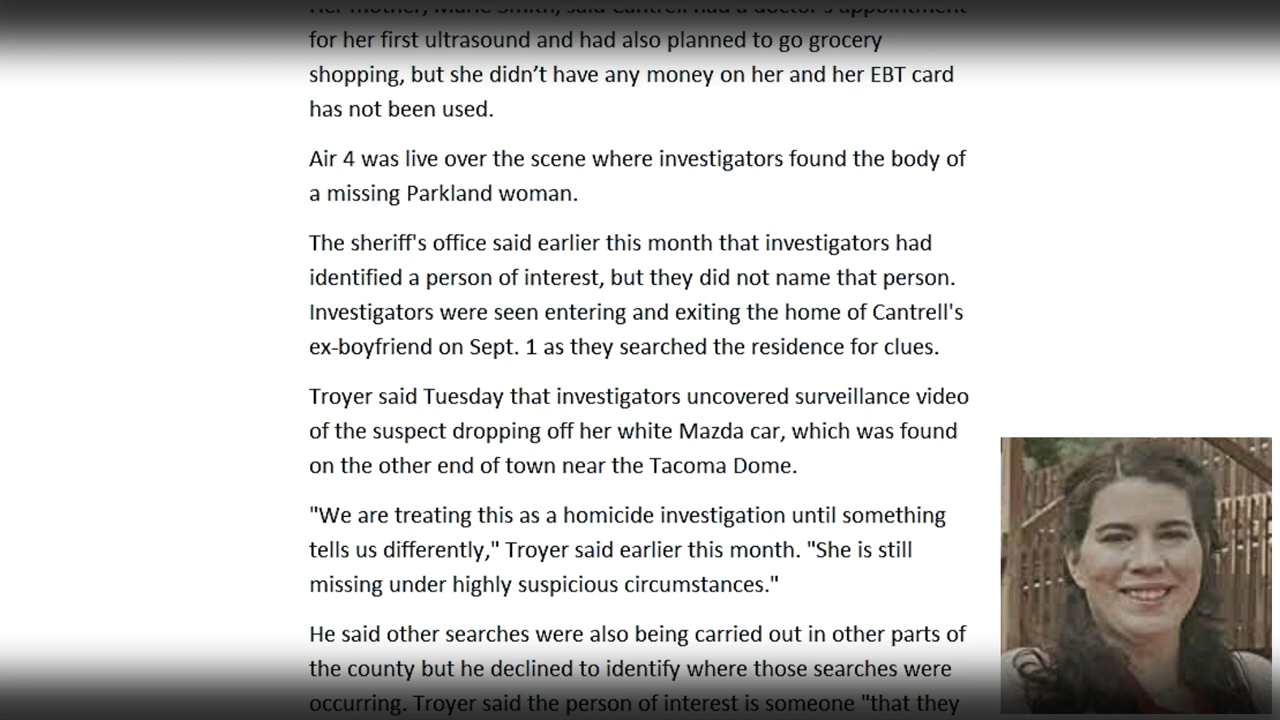 Her mother, Marie Smith, said Cantrell had a doctor's appointment
for her first ultrasound and had also planned to go grocery
shopping, but she didn’t have any money on her and her EBT card
has not been used.
Air 4 was live over the scene where investigators found the body of
a missing Parkland woman.
The sheriff's office said earlier this month that investigators had
identified a person of interest, but they did not name that person.
Investigators were seen entering and exiting the home of Cantrell's
ex-boyfriend on Sept. 1 as they searched the residence for clues.
Troyer said Tuesday that investigators uncovered surveillance video
of the suspect dropping off her white Mazda car, which was found
on the other end of town near the Tacoma Dome.
"We are treating this as a homicide investigation until something
tells us differently," Troyer said earlier this month. "She is still
missing under highly suspicious circumstances."
He said other searches were also being carried out in other parts of
the county but he declined to identify where those searches were
occurring. Troyer said the person of interest is someone "that they